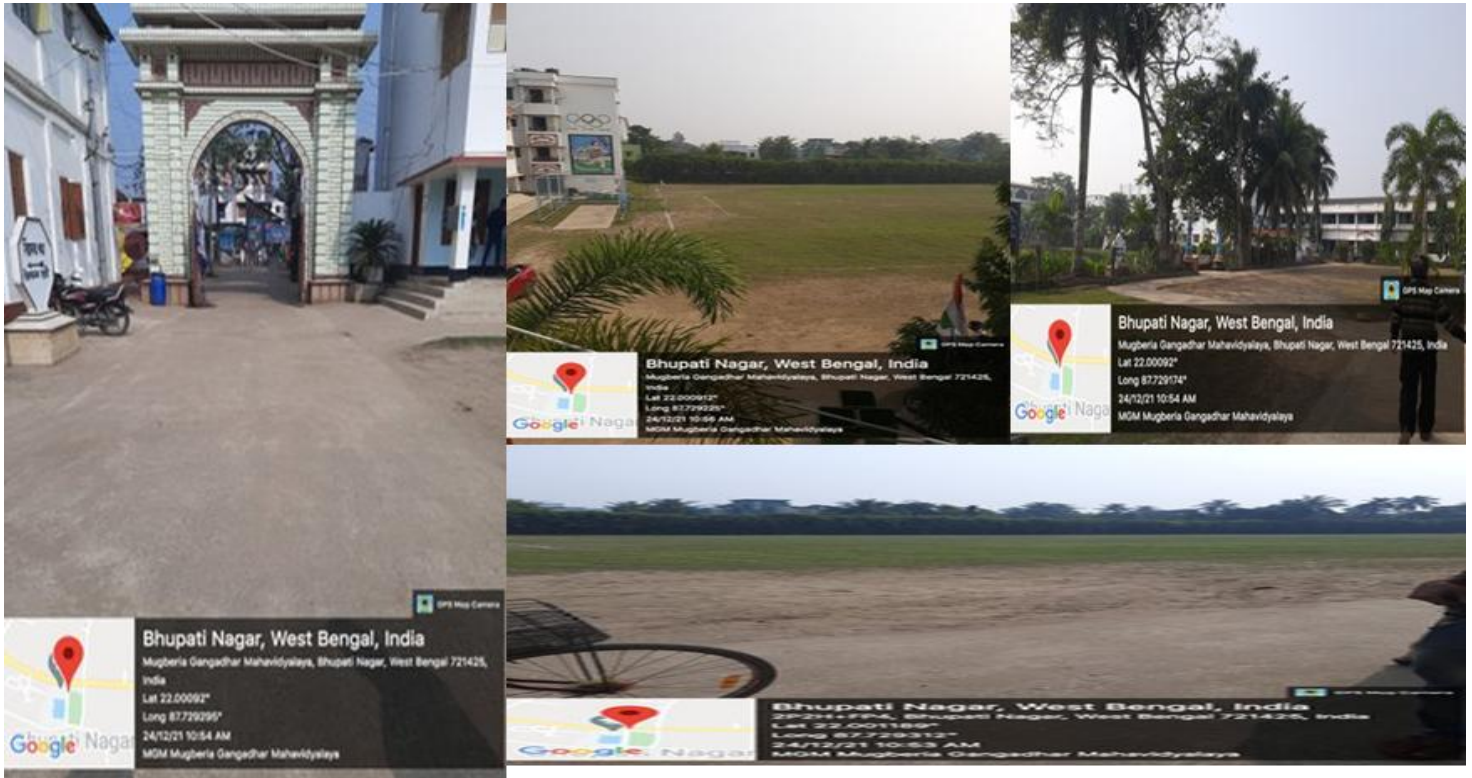 GPS Map Camera
Bhupati Nagar, West Bengal, India
Mugberia Gangadhar Mahavidyalaya, Bhupati Nagar, West Bengal 721425,
India
Lat 22.00092°
Long 87.729295°
24/12/21 10:54 AM
MGM Mugberia Gangadhar Mahavidyalaya
Google
GPS Map Camera
Bhupati Nagar, West Bengal, India
Mugberia Gangadhar Mahavidyalaya, Bhupati Nagar, West Bengal 721425,
India
Lat 22.000912°
Long 87.729225°
24/12/21 10:56 AM
MGM Mugberia Gangadhar Mahavidyalaya
Google Nagar
GPS Map Camera
Bhupati Nagar, West Bengal, India
Mugberia Gangadhar Mahavidyalaya, Bhupati Nagar, West Bengal 721425, India
Lat 22.00092°
Long 87.729174°
24/12/21 10:54 AM
MGM Mugberia Gangadhar Mahavidyalaya
Google Naga
GPS Map Camera
Bhupati Nagar, West Bengal, India
Bhupati Nagar, West Bengal 721425, India
Lat 22.001189°
Long 87.729312°
24/12/21 10:53 AM
MGM Mugberia Gangadhar Mahavidyalaya
Google Nagar